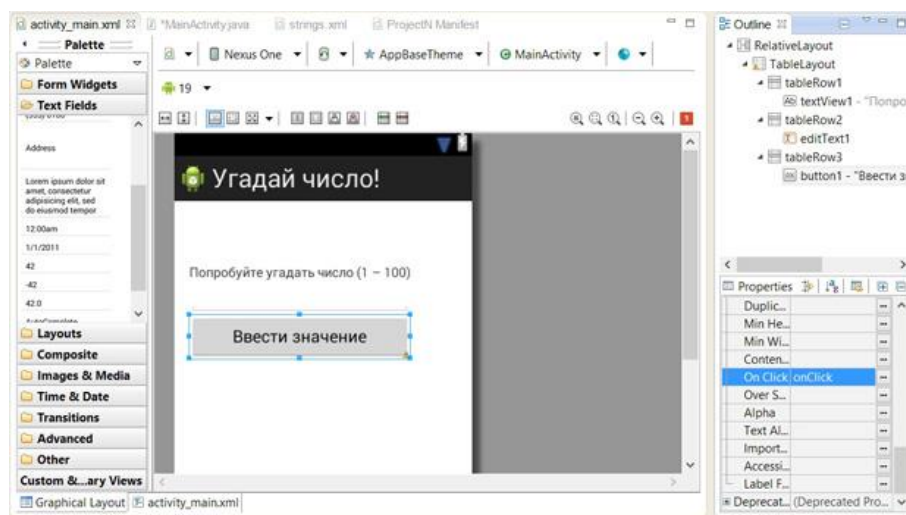 activity_main.xml
*MainActivity.java
strings.xml
ProjectN Manifest
Palette
Palette
Form Widgets
Text Fields
Address
Lorem ipsum dolor sit
amet, consectetur
adipisicing elit, sed
do eiusmod tempor
12:00am
1/1/2011
42
-42
42.0
AutoComplete
Layouts
Composite
Images & Media
Time & Date
Transitions
Advanced
Other
Custom &...ary Views
Graphical Layout
activity_main.xml
Nexus One
AppBaseTheme
MainActivity
19
1
Угадай число!
Попробуйте угадать число (1 – 100)
Ввести значение
Outline
RelativeLayout
TableLayout
tableRow1
Ab textView1 - "Попро
tableRow2
editText1
tableRow3
button1 - "Ввести з
Properties
Duplic...
Min He...
Min Wi...
Conten...
On Click onClick
Over S...
Alpha
Text Al...
Import...
Accessi...
Label F...
Deprecat... (Deprecated Pro...